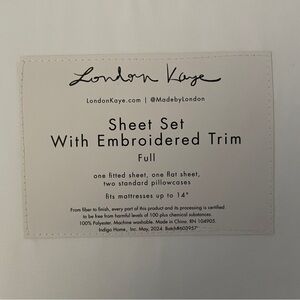 London Kaye
LondonKaye.com | @MadebyLondon
Sheet Set
With Embroidered Trim
Full
one fitted sheet, one flat sheet,
two standard pillowcases
fits mattresses up to 14"
From fiber to finish, every part of this product and its processing is certified
to be free from harmful levels of 100 plus chemical substances.
100% Polyester. Machine washable. Made in China. RN 104905.
Indigo Home, Inc. May, 2024. Batch#603957